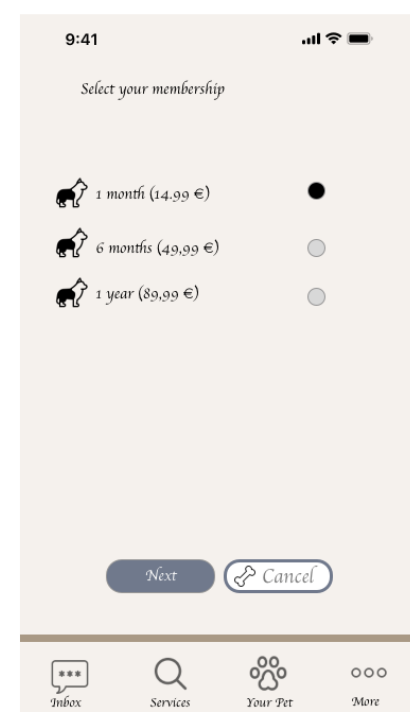 9:41
Select your membership
1 month (14.99 €)
6 months (49,99 €)
1 year (89,99 €)
Next
Cancel
***
Inbox
Services
Your Pet
More